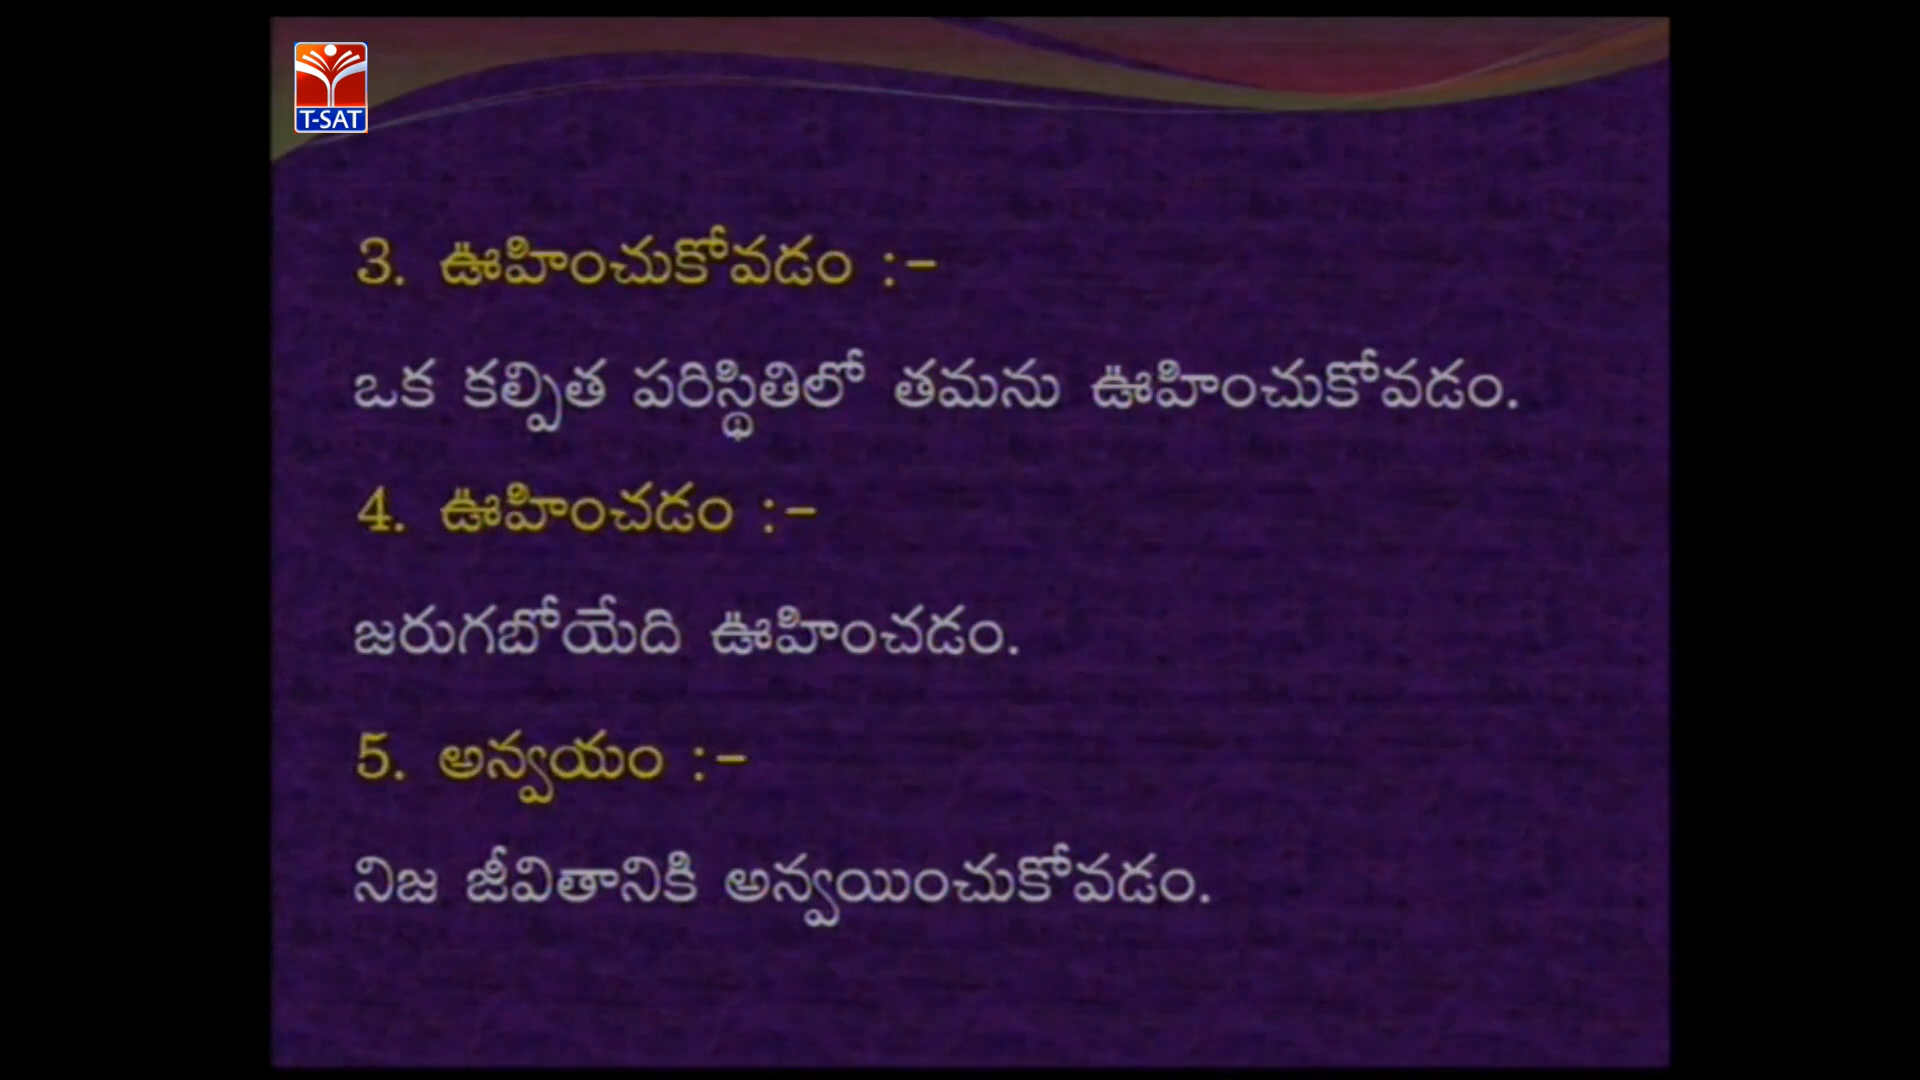 T-SAT
3. ఊహించుకోవడం :-
ఒక కల్పిత పరిస్థితిలో తమను ఊహించుకోవడం.
4. ఊహించడం :-
జరుగబోయేది ఊహించడం.
5. అన్వయం :-
నిజ జీవితానికి అన్వయించుకోవడం.